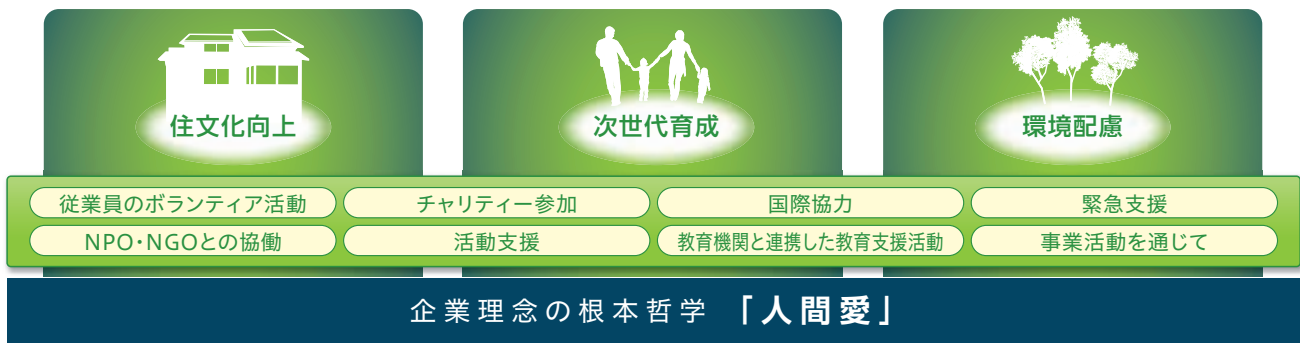 住文化向上
次世代育成
環境配慮
従業員のボランティア活動
チャリティー参加
国際協力
緊急支援
NPO・NGOとの協働
活動支援
教育機関と連携した教育支援活動
事業活動を通じて
企業理念の根本哲学 「人間愛」